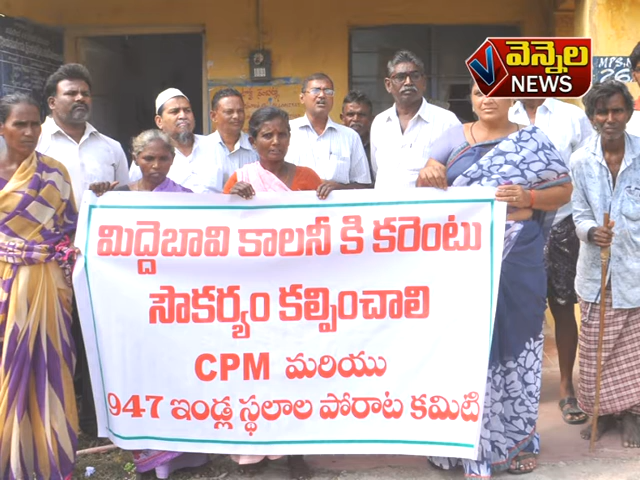 వెన్నెల
NEWS
మిద్దెబావి కాలనీ కి కరెంటు
సౌకర్యం కల్పించాలి
CPM మరియు
947 ఇండ్ల స్థలాల పోరాట కమిటి